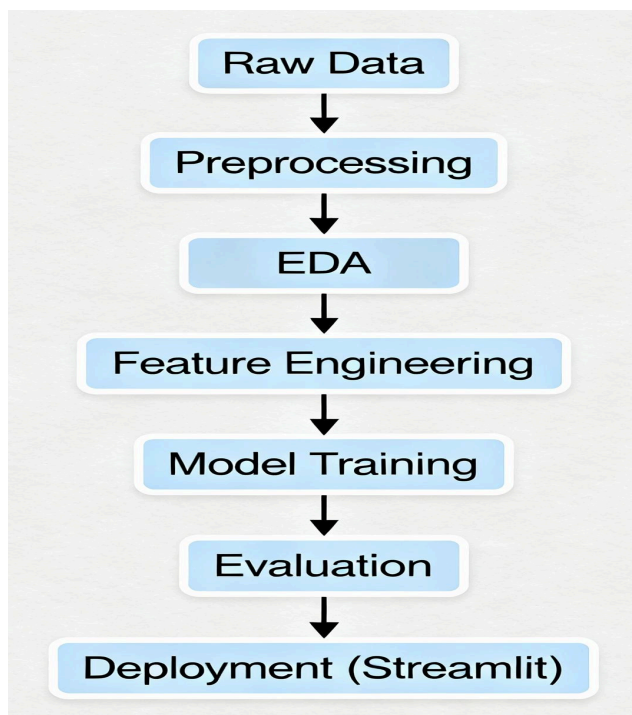 Raw Data
Preprocessing
EDA
Feature Engineering
Model Training
Evaluation
Deployment (Streamlit)